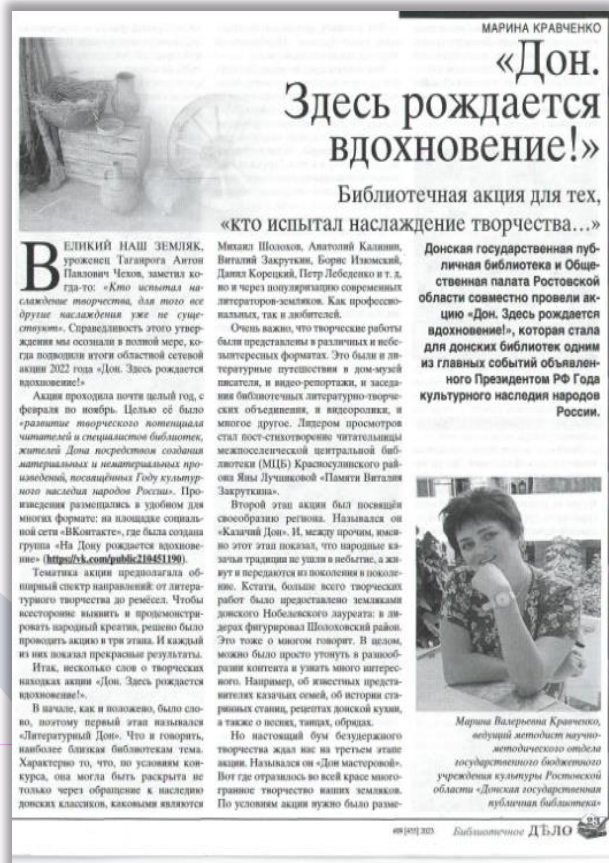 МАРИНА КРАВЧЕНКО
«Дон.
Здесь рождается
вдохновение!»
Библиотечная акция для тех,
«кто испытал наслаждение творчества…»
ВЕЛИКИЙ НАШ ЗЕМЛЯК,
уроженец Таганрога Антон
Павлович Чехов, заметил ко-
гда-то: «Кто испытал на-
слаждение творчества, для того все
другие наслаждения уже не суще-
ствуют». Справедливость этого утвер-
ждения мы осознали в полной мере, ко-
гда подводили итоги областной сетевой
акции 2022 года «Дон. Здесь рождается
вдохновение!»
Акция проходила почти целый год, с
февраля по ноябрь. Целью её было
«развитие творческого потенциала
читателей и специалистов библиотек,
жителей Дона посредством создания
материальных и нематериальных про-
изведений, посвящённых Году культур-
ного наследия народов России». Про-
изведения размещались в удобном для
многих формате: на площадке социаль-
ной сети «ВКонтакте», где была создана
группа «На Дону рождается вдохнове-
ние» (https://vk.com/public210451190).
Тематика акции предполагала об-
ширный спектр направлений: от литера-
турного творчества до ремёсел. Чтобы
всесторонне выявить и продемонстри-
ровать народный креатив, решено было
проводить акцию в три этапа. И каждый
из них показал прекрасные результаты.
Итак, несколько слов о творческих
находках акции «Дон. Здесь рождается
вдохновение!».
В начале, как и положено, было сло-
во, поэтому первый этап назывался
«Литературный Дон». Что и говорить,
наиболее близкая библиотекам тема.
Характерно то, что, по условиям кон-
курса, она могла быть раскрыта не
только через обращение к наследию
донских классиков, каковыми являются
Михаил Шолохов, Анатолий Калинин,
Виталий Закруткин, Борис Изюмский,
Данил Корецкий, Петр Лебеденко и т. д,
но и через популяризацию современных
литераторов-земляков. Как профессио-
нальных, так и любителей.
Очень важно, что творческие работы
были представлены в различных и небе-
зынтересных форматах. Это были и ли-
тературные путешествия в дом-музей
писателя, и видео-репортажи, и заседа-
ния библиотечных литературно-творче-
ских объединения, и видеоролики, и
многое другое. Лидером просмотров
стал пост-стихотворение читательницы
межпоселенческой центральной биб-
лиотеки (МЦБ) Красносулинского рай-
она Яны Лучниковой «Памяти Виталия
Закруткина».
Второй этап акции был посвящён
своеобразию региона. Назывался он
«Казачий Дон». И, между прочим, имен-
но этот этап показал, что народные ка-
зачьи традиции не ушли в небытие, а жи-
вут и передаются из поколения в поколе-
ние. Кстати, больше всего творческих
работ было предоставлено земляками
донского Нобелевского лауреата: в ли-
дерах фигурировал Шолоховский район.
Это тоже о многом говорит. В целом,
можно было просто утонуть в разнооб-
разии контента и узнать много интерес-
ного. Например, об известных предста-
вителях казачьих семей, об истории ста-
ринных станиц, рецептах донской кухни,
а также о песнях, танцах, обрядах.
Но настоящий бум безудержного
творчества ждал нас на третьем этапе
акции. Назывался он «Дон мастеровой».
Вот где отразилось во всей красе много-
гранное творчество наших земляков.
По условиям акции нужно было разме-
Донская государственная пуб-
личная библиотека и Обще-
ственная палата Ростовской
области совместно провели ак-
цию «Дон. Здесь рождается
вдохновение!», которая стала
для донских библиотек одним
из главных событий объявлен-
ного Президентом РФ Года
культурного наследия народов
России.
Марина Валерьевна Кравченко,
ведущий методист научно-
методического отдела
государственного бюджетного
учреждения культуры Ростовской
области «Донская государственная
публичная библиотека»
#09 [435] 2023
Библиотечное ДѢЛО
23